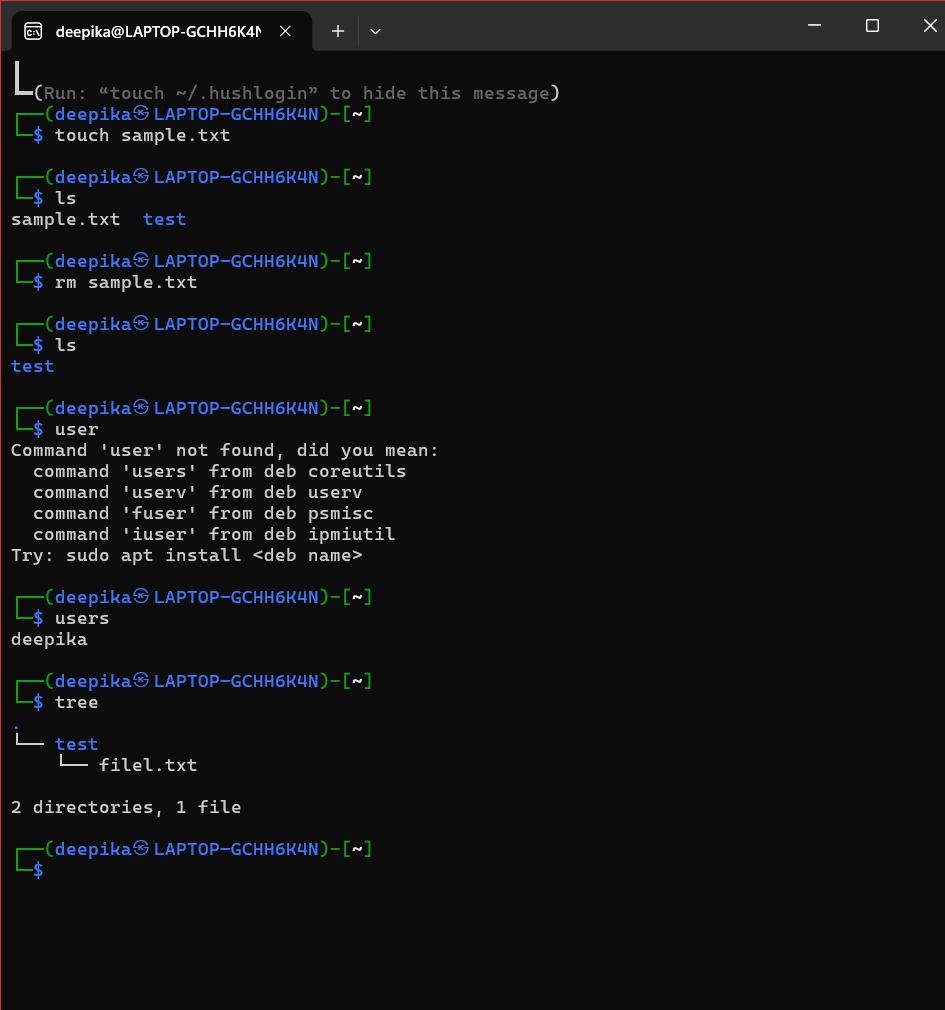 deepika@LAPTOP-GCHH6K4N
(Run: “touch ~/.hushlogin” to hide this message)
┌──(deepika㉿LAPTOP-GCHH6K4N)-[~]
└─$ touch sample.txt
┌──(deepika㉿LAPTOP-GCHH6K4N)-[~]
└─$ ls
sample.txt  test
┌──(deepika㉿LAPTOP-GCHH6K4N)-[~]
└─$ rm sample.txt
┌──(deepika㉿LAPTOP-GCHH6K4N)-[~]
└─$ ls
test
┌──(deepika㉿LAPTOP-GCHH6K4N)-[~]
└─$ user
Command 'user' not found, did you mean:
  command 'users' from deb coreutils
  command 'userv' from deb userv
  command 'fuser' from deb psmisc
  command 'iuser' from deb ipmiutil
Try: sudo apt install <deb name>
┌──(deepika㉿LAPTOP-GCHH6K4N)-[~]
└─$ users
deepika
┌──(deepika㉿LAPTOP-GCHH6K4N)-[~]
└─$ tree
.
└── test
    └── filel.txt
2 directories, 1 file
┌──(deepika㉿LAPTOP-GCHH6K4N)-[~]
└─$